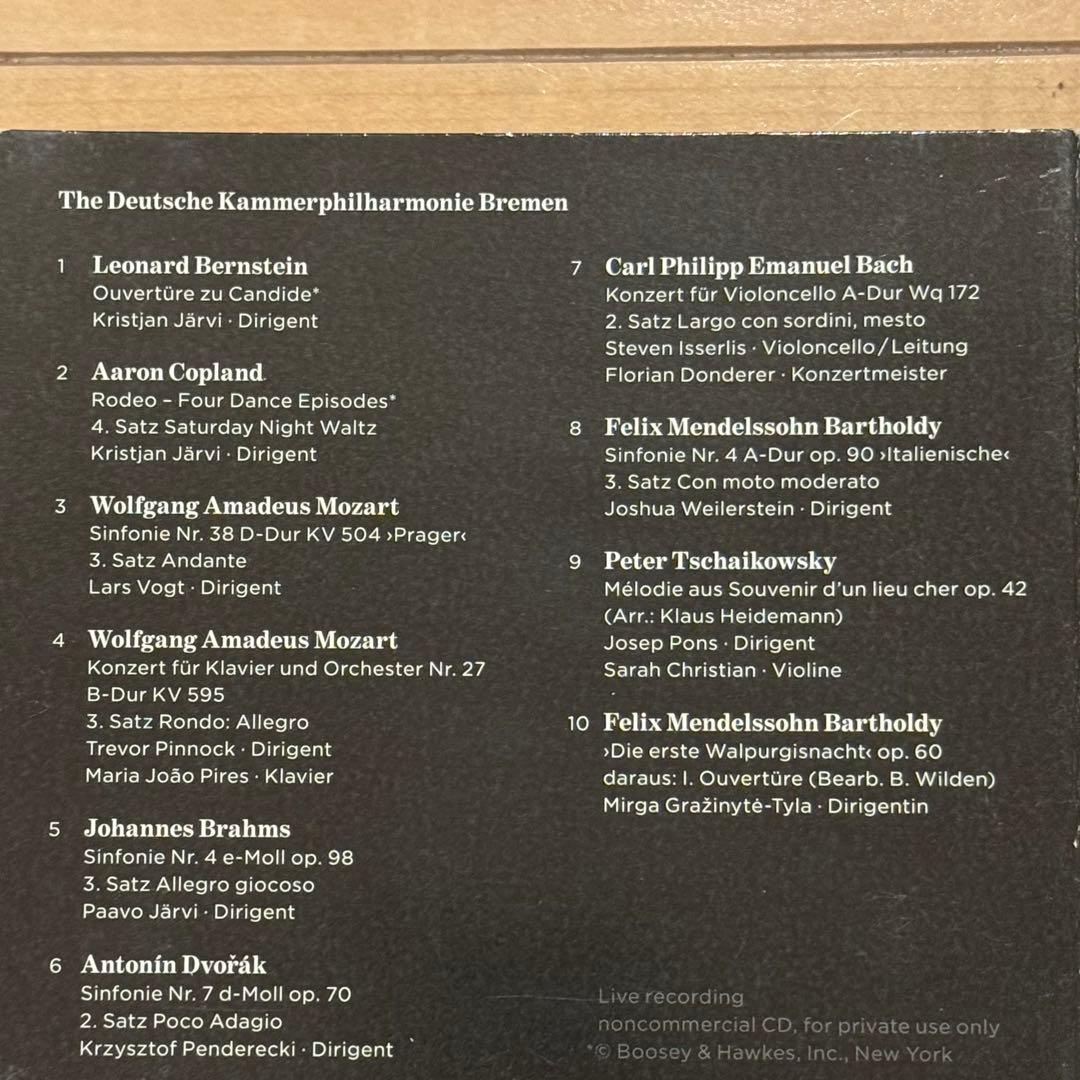 The Deutsche Kammerphilharmonie Bremen
1 Leonard Bernstein
Ouvertüre zu Candide*
Kristjan Järvi · Dirigent
2 Aaron Copland
Rodeo – Four Dance Episodes*
4. Satz Saturday Night Waltz
Kristjan Järvi · Dirigent
3 Wolfgang Amadeus Mozart
Sinfonie Nr. 38 D-Dur KV 504 ›Prager‹
3. Satz Andante
Lars Vogt · Dirigent
4 Wolfgang Amadeus Mozart
Konzert für Klavier und Orchester Nr. 27
B-Dur KV 595
3. Satz Rondo: Allegro
Trevor Pinnock · Dirigent
Maria João Pires · Klavier
5 Johannes Brahms
Sinfonie Nr. 4 e-Moll op. 98
3. Satz Allegro giocoso
Paavo Järvi · Dirigent
6 Antonín Dvořák
Sinfonie Nr. 7 d-Moll op. 70
2. Satz Poco Adagio
Krzysztof Penderecki · Dirigent
7 Carl Philipp Emanuel Bach
Konzert für Violoncello A-Dur Wq 172
2. Satz Largo con sordini, mesto
Steven Isserlis · Violoncello/Leitung
Florian Donderer · Konzertmeister
8 Felix Mendelssohn Bartholdy
Sinfonie Nr. 4 A-Dur op. 90 ›Italienische‹
3. Satz Con moto moderato
Joshua Weilerstein · Dirigent
9 Peter Tschaikowsky
Mélodie aus Souvenir d'un lieu cher op. 42
(Arr.: Klaus Heidemann)
Josep Pons · Dirigent
Sarah Christian · Violine
10 Felix Mendelssohn Bartholdy
›Die erste Walpurgisnacht‹ op. 60
daraus: I. Ouvertüre (Bearb. B. Wilden)
Mirga Gražinytė-Tyla · Dirigentin
Live recording
noncommercial CD, for private use only
*© Boosey & Hawkes, Inc., New York